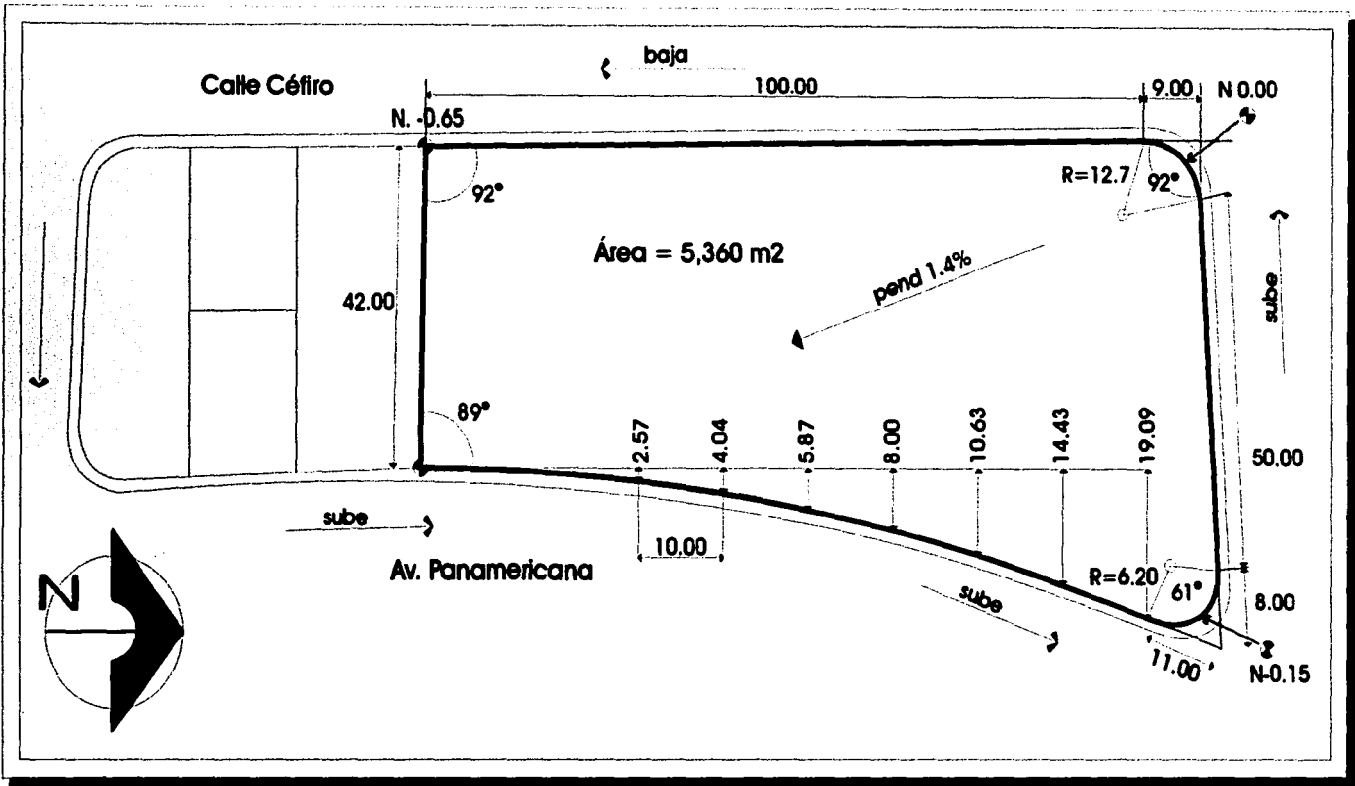 baja
Calle Céfiro
100.00
9.00
N 0.00
N. -0.65
92°
R=12.7
92°
Área = 5,360 m2
pend 1.4%
sube
42.00
89°
2.57
4.04
5.87
8.00
10.63
14.43
19.09
50.00
sube
10.00
Av. Panamericana
R=6.20
61°
8.00
sube
11.00
N-0.15
N